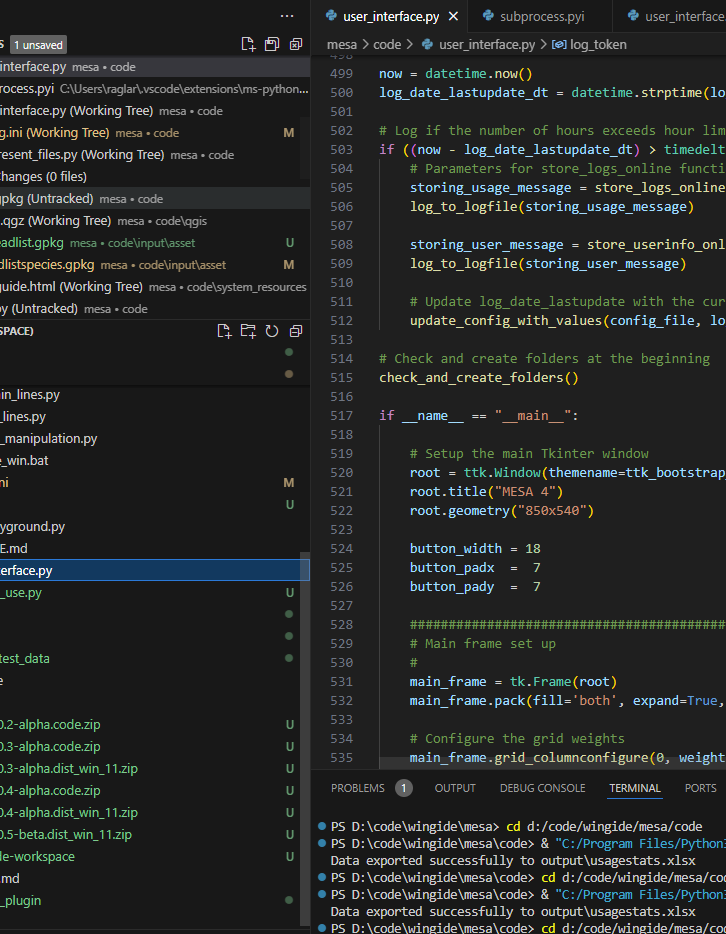 S 1 unsaved
interface.py mesa • code
rocess.pyi C:\Users\raglar\.vscode\extensions\ms-python...
interface.py (Working Tree) mesa • code
g.ini (Working Tree) mesa • code M
resent_files.py (Working Tree) mesa • code
hanges (0 files)
gpkg (Untracked) mesa • code
.qgz (Working Tree) mesa • code\qgis
eadlist.gpkg mesa • code\input\asset U
dlistspecies.gpkg mesa • code\input\asset M
guide.html (Working Tree) mesa • code\system_resources
py (Untracked) mesa • code
SPACE)
in_lines.py
_lines.py
_manipulation.py
e_win.bat
ni M
U
yground.py
E.md
erface.py
_use.py U
test_data
e
0.2-alpha.code.zip U
0.3-alpha.code.zip U
0.3-alpha.dist_win_11.zip U
0.4-alpha.code.zip U
0.4-alpha.dist_win_11.zip U
0.5-beta.dist_win_11.zip U
de-workspace U
.md
_plugin
user_interface.py subprocess.pyi user_interface
mesa > code > user_interface.py > log_token
498
499 now = datetime.now()
500 log_date_lastupdate_dt = datetime.strptime(lo
501
502 # Log if the number of hours exceeds hour lim
503 if ((now - log_date_lastupdate_dt) > timedelt
504 # Parameters for store_logs_online functi
505 storing_usage_message = store_logs_online
506 log_to_logfile(storing_usage_message)
507
508 storing_user_message = store_userinfo_onl
509 log_to_logfile(storing_user_message)
510
511 # Update log_date_lastupdate with the cur
512 update_config_with_values(config_file, lo
513
514 # Check and create folders at the beginning
515 check_and_create_folders()
516
517 if __name__ == "__main__":
518
519 # Setup the main Tkinter window
520 root = ttk.Window(themename=ttk_bootstrap
521 root.title("MESA 4")
522 root.geometry("850x540")
523
524 button_width = 18
525 button_padx = 7
526 button_pady = 7
527
528 #########################################
529 # Main frame set up
530 #
531 main_frame = tk.Frame(root)
532 main_frame.pack(fill='both', expand=True,
533
534 # Configure the grid weights
535 main_frame.grid_columnconfigure(0, weight
PROBLEMS 1 OUTPUT DEBUG CONSOLE TERMINAL PORTS
PS D:\code\wingide\mesa> cd d:/code/wingide/mesa/code
PS D:\code\wingide\mesa\code> & "C:/Program Files/Python3
Data exported successfully to output\usagestats.xlsx
PS D:\code\wingide\mesa\code> cd d:/code/wingide/mesa/cod
PS D:\code\wingide\mesa\code> & "C:/Program Files/Python3
Data exported successfully to output\usagestats.xlsx
PS D:\code\wingide\mesa\code> cd d:/code/wingide/mesa/cod